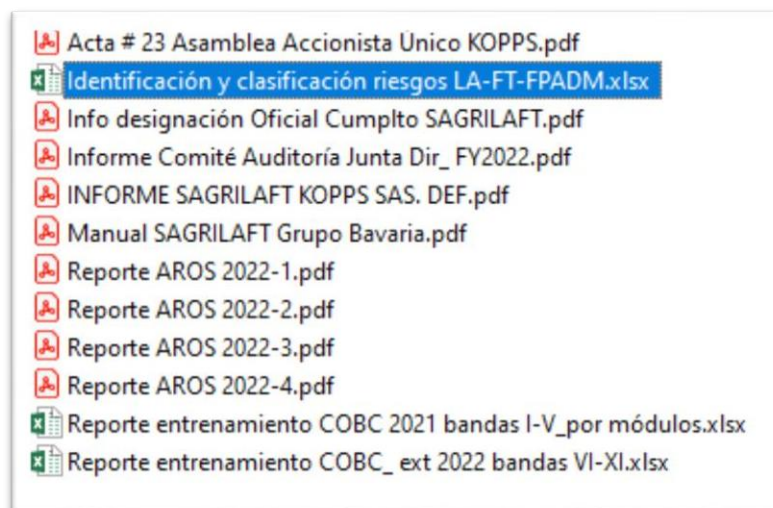 Acta # 23 Asamblea Accionista Único KOPPS.pdf
Identificación y clasificación riesgos LA-FT-FPADM.xlsx
Info designación Oficial Cumplto SAGRILAFT.pdf
Informe Comité Auditoría Junta Dir_ FY2022.pdf
INFORME SAGRILAFT KOPPS SAS. DEF.pdf
Manual SAGRILAFT Grupo Bavaria.pdf
Reporte AROS 2022-1.pdf
Reporte AROS 2022-2.pdf
Reporte AROS 2022-3.pdf
Reporte AROS 2022-4.pdf
Reporte entrenamiento COBC 2021 bandas I-V_por módulos.xlsx
Reporte entrenamiento COBC_ ext 2022 bandas VI-XI.xlsx